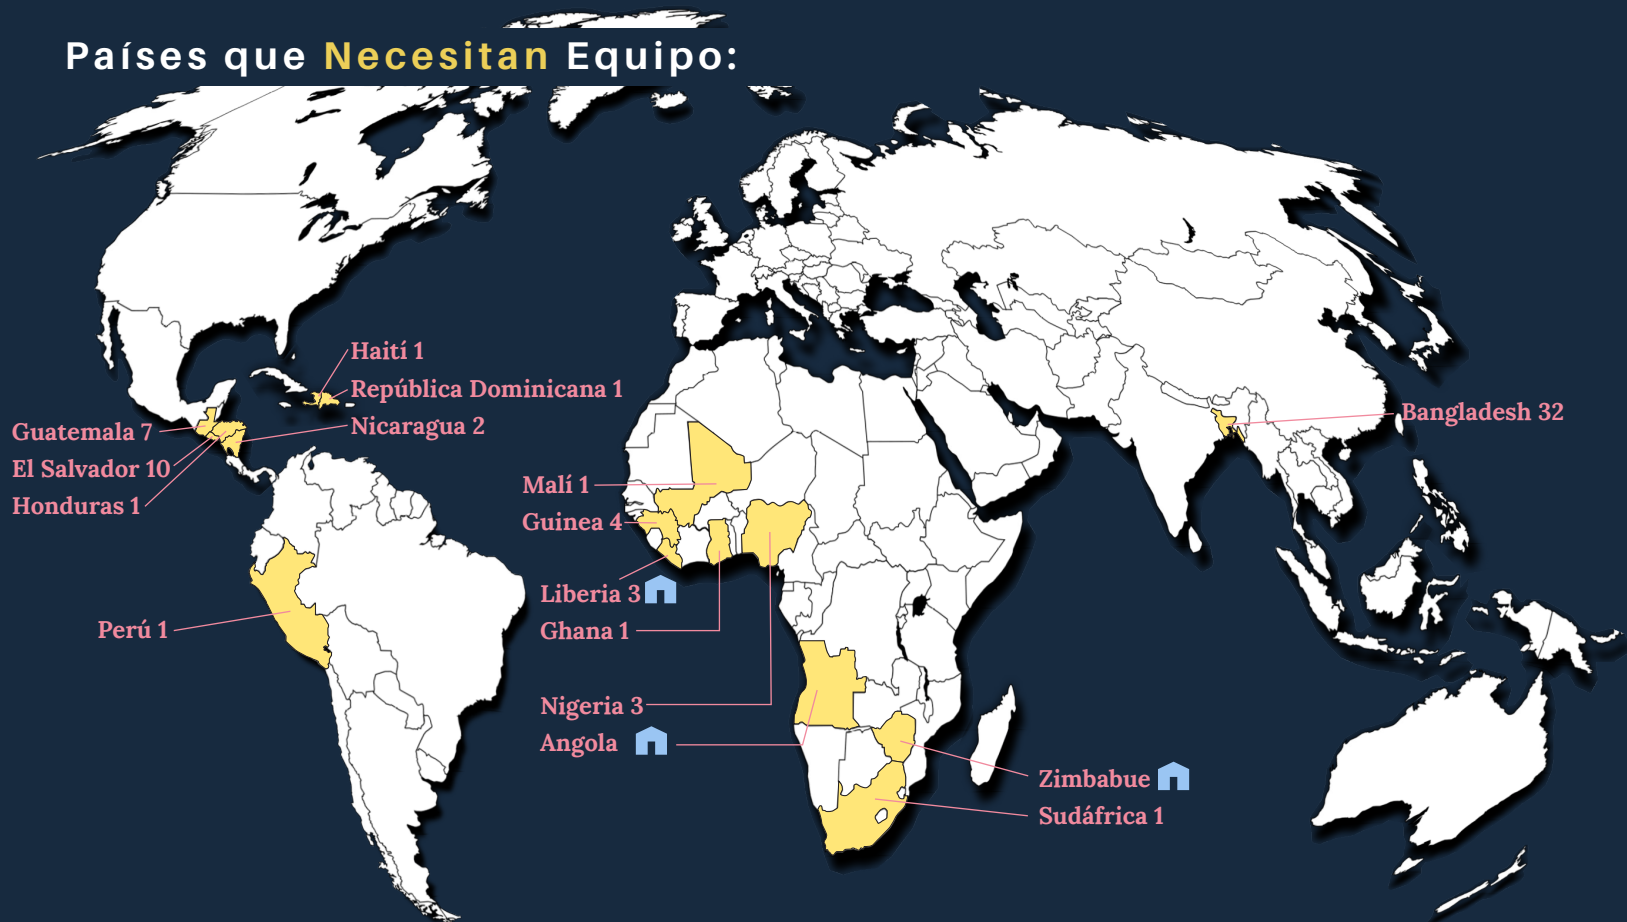 Países que Necesitan Equipo:
Haití 1
República Dominicana 1
Nicaragua 2
Guatemala 7
El Salvador 10
Honduras 1
Perú 1
Malí 1
Guinea 4
Liberia 3
Ghana 1
Nigeria 3
Angola
Zimbabue
Sudáfrica 1
Bangladesh 32